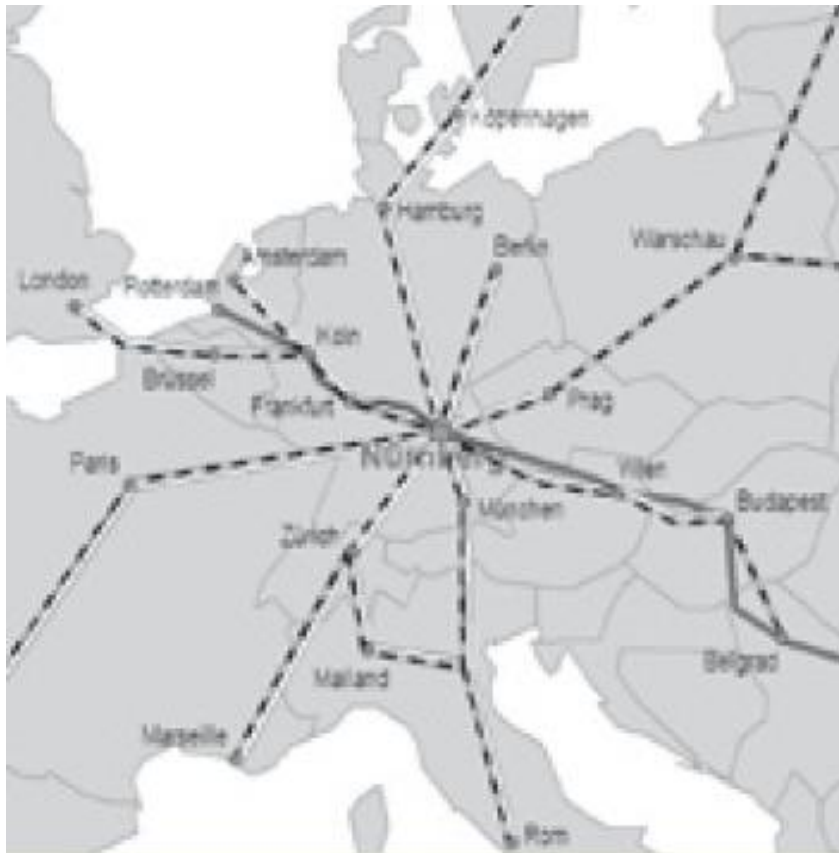 Kopenhagen
Hamburg
Berlin
Warschau
Amsterdam
London
Rotterdam
Köln
Brüssel
Frankfurt
Prag
Nürnberg
Paris
Wien
Budapest
München
Zürich
Belgrad
Mailand
Marseille
Rom